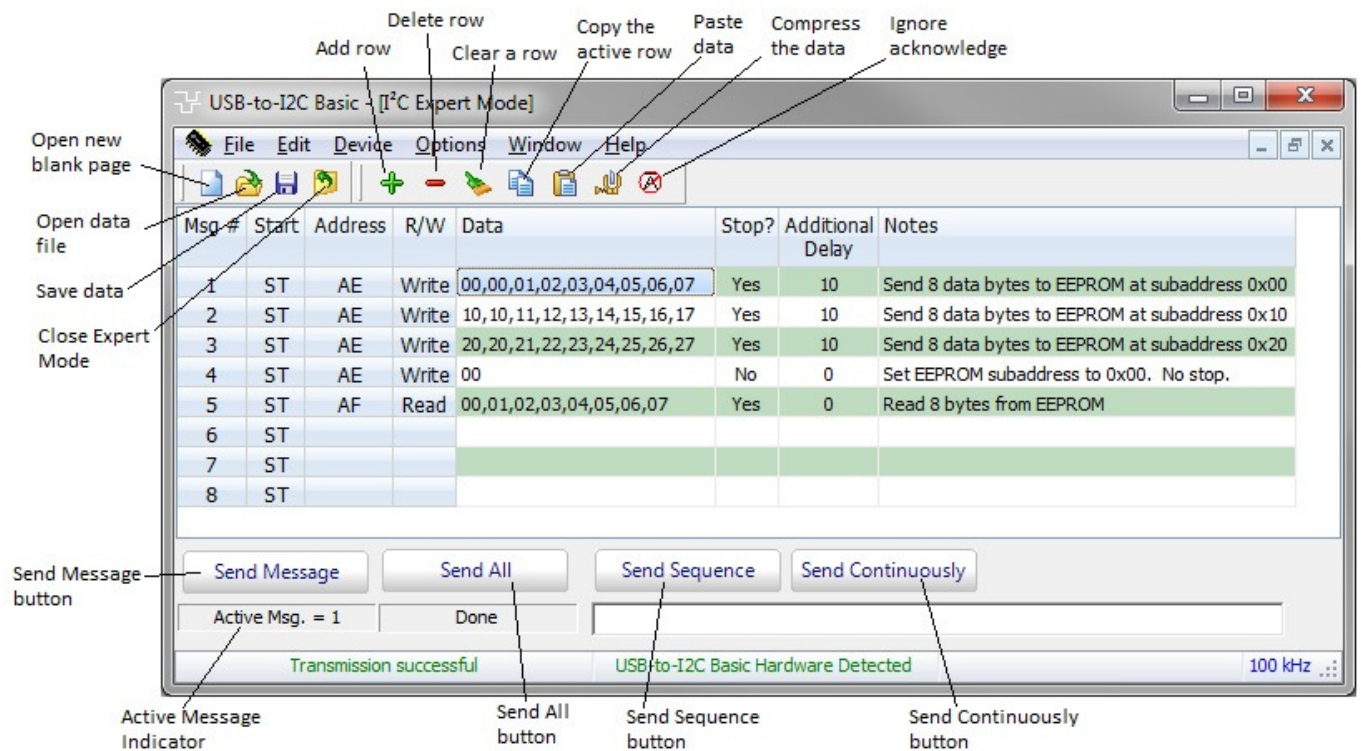 Delete row
Copy the
active row
Paste
data
Compress
the data
Ignore
acknowledge
Add row
Clear a row
USB-to-I2C Basic - [I²C Expert Mode]
Open new
blank page
File Edit Device Options Window Help
Open data
file
Save data
Close Expert
Mode
Msg # Start Address R/W Data Stop? Additional Delay Notes
1 ST AE Write 00,00,01,02,03,04,05,06,07 Yes 10 Send 8 data bytes to EEPROM at subaddress 0x00
2 ST AE Write 10,10,11,12,13,14,15,16,17 Yes 10 Send 8 data bytes to EEPROM at subaddress 0x10
3 ST AE Write 20,20,21,22,23,24,25,26,27 Yes 10 Send 8 data bytes to EEPROM at subaddress 0x20
4 ST AE Write 00 No 0 Set EEPROM subaddress to 0x00. No stop.
5 ST AF Read 00,01,02,03,04,05,06,07 Yes 0 Read 8 bytes from EEPROM
6 ST
7 ST
8 ST
Send Message
button
Send Message Send All Send Sequence Send Continuously
Active Msg. = 1 Done
Transmission successful USB-to-I2C Basic Hardware Detected 100 kHz
Active Message
Indicator
Send All
button
Send Sequence
button
Send Continuously
button